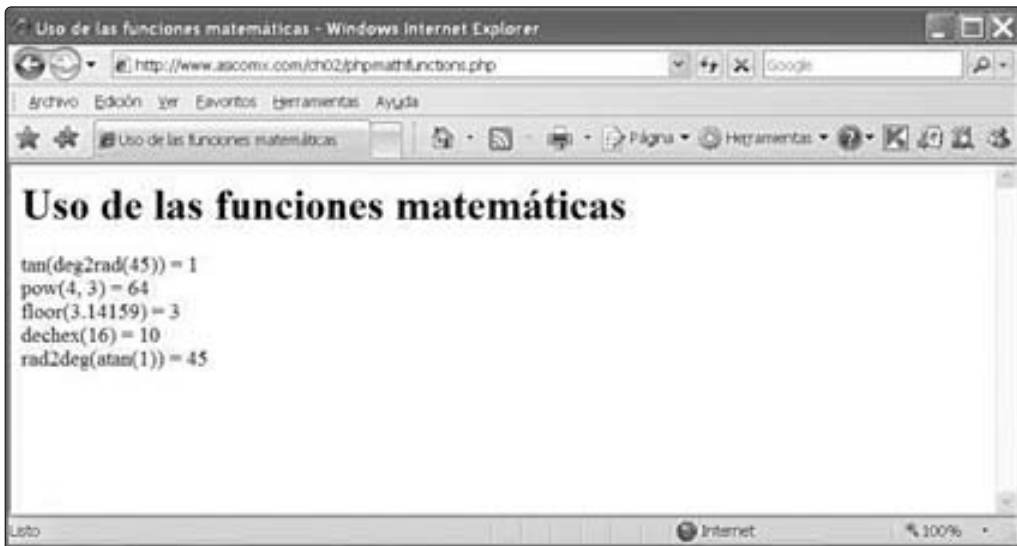 Uso de las funciones matemáticas - Windows Internet Explorer
http://www.ascomx.com/ch02/phpmathfunctions.php
Google
Archivo Edición Ver Favoritos Herramientas Ayuda
Uso de las funciones matemáticas
Página Herramientas
Uso de las funciones matemáticas
tan(deg2rad(45)) = 1
pow(4, 3) = 64
floor(3.14159) = 3
dechex(16) = 10
rad2deg(atan(1)) = 45
Listo
Internet
100%